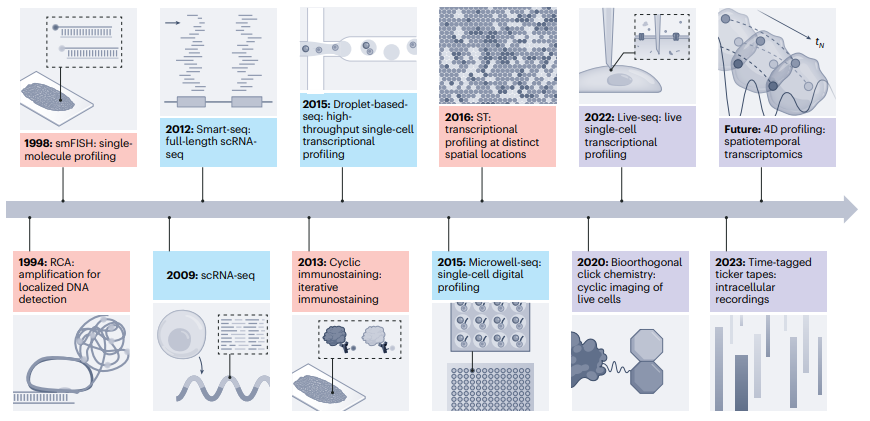 t_N
1998: smFISH: single-
molecule profiling
2012: Smart-seq:
full-length scRNA-
seq
2015: Droplet-based-
seq: high-
throughput single-cell
transcriptional
profiling
2016: ST:
transcriptional
profiling at distinct
spatial locations
2022: Live-seq: live
single-cell
transcriptional
profiling
Future: 4D profiling:
spatiotemporal
transcriptomics
1994: RCA:
amplification for
localized DNA
detection
2009: scRNA-seq
2013: Cyclic
immunostaining:
iterative
immunostaining
2015: Microwell-seq:
single-cell digital
profiling
2020: Bioorthogonal
click chemistry:
cyclic imaging of
live cells
2023: Time-tagged
ticker tapes:
intracellular
recordings